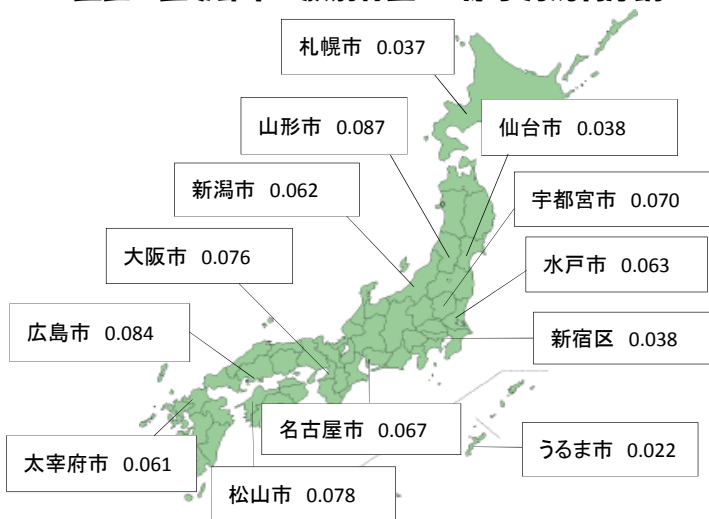 札幌市 0.037
山形市 0.087
仙台市 0.038
新潟市 0.062
宇都宮市 0.070
大阪市 0.076
水戸市 0.063
広島市 0.084
新宿区 0.038
名古屋市 0.067
うるま市 0.022
太宰府市 0.061
松山市 0.078